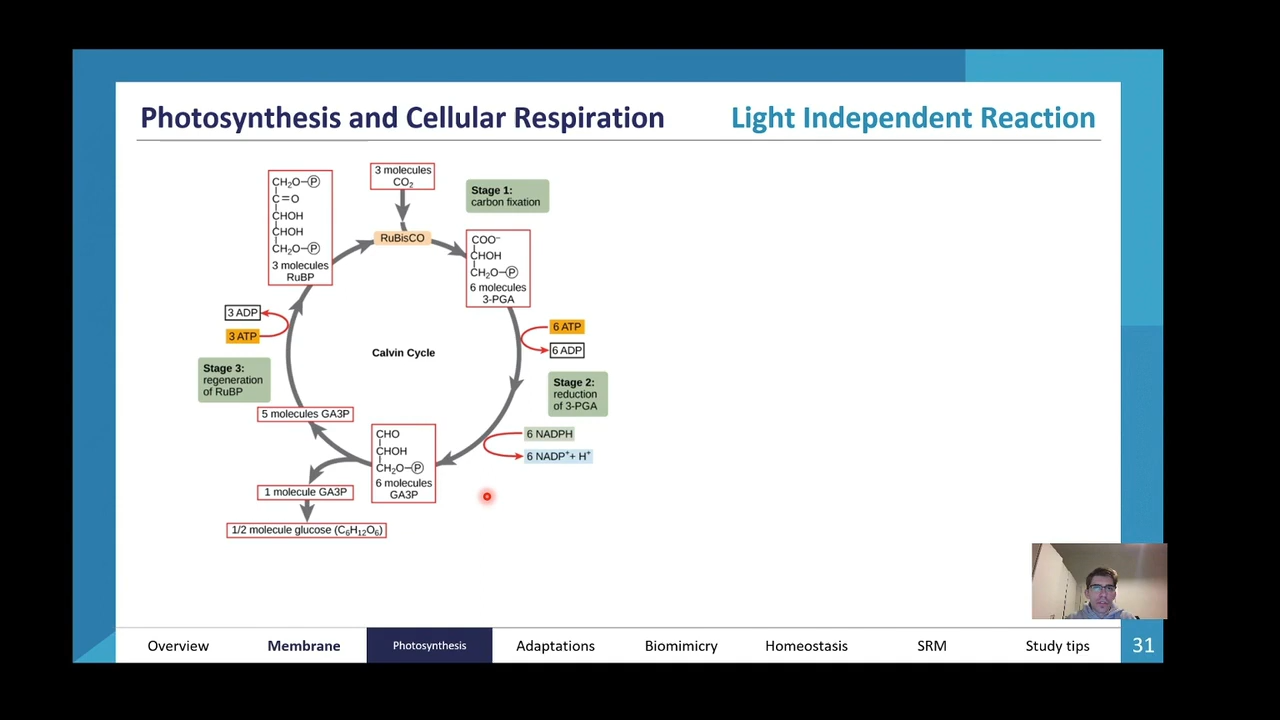 Photosynthesis and Cellular Respiration
Light Independent Reaction
CH₂O–Ⓟ
C=O
CHOH
CHOH
CH₂O–Ⓟ
3 molecules
RuBP
3 molecules
CO₂
Stage 1:
carbon fixation
RuBisCO
COO⁻
CHOH
CH₂O–Ⓟ
6 molecules
3-PGA
3 ADP
3 ATP
6 ATP
6 ADP
Calvin Cycle
Stage 3:
regeneration
of RuBP
Stage 2:
reduction
of 3-PGA
5 molecules GA3P
CHO
CHOH
CH₂O–Ⓟ
6 molecules
GA3P
6 NADPH
6 NADP⁺+ H⁺
1 molecule GA3P
1/2 molecule glucose (C₆H₁₂O₆)
Overview
Membrane
Photosynthesis
Adaptations
Biomimicry
Homeostasis
SRM
Study tips
31